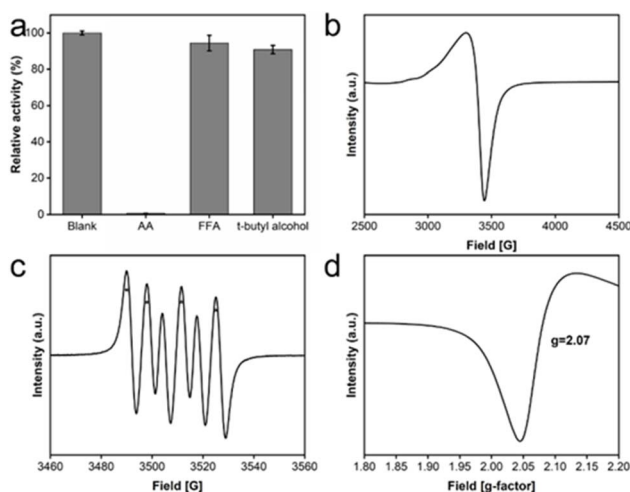 a
Relative activity (%)
100
80
60
40
20
0
Blank
AA
FFA
t-butyl alcohol
b
Intensity (a.u.)
2500
3000
3500
4000
4500
Field [G]
c
Intensity (a.u.)
3460
3480
3500
3520
3540
3560
Field [G]
d
Intensity (a.u.)
g=2.07
1.80
1.85
1.90
1.95
2.00
2.05
2.10
2.15
2.20
Field [g-factor]